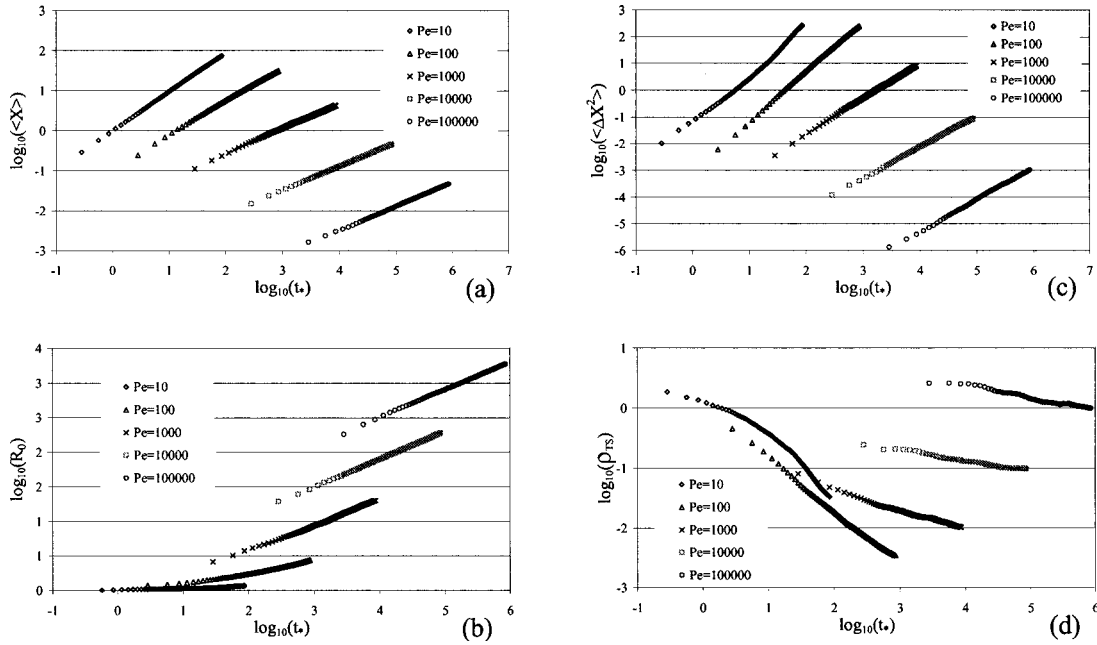 3
2
2
1
1
0
-1
-1
-2
-2
-3
log₁₀(<X>)
Pe=10
Pe=100
Pe=1000
Pe=10000
Pe=100000
-1 0 1 2 3 4 5 6 7
log₁₀(t*)
(a)
3
2
1
0
-1
-2
-3
-4
-5
-6
log₁₀(<ΔX²>)
Pe=10
Pe=100
Pe=1000
Pe=10000
Pe=100000
-1 0 1 2 3 4 5 6 7
log₁₀(t*)
(c)
4
3
3
2
2
1
1
0
log₁₀(R₀)
Pe=10
Pe=100
Pe=1000
Pe=10000
Pe=100000
-1 0 1 2 3 4 5 6
log₁₀(t*)
(b)
1
0
-1
-2
-3
log₁₀(ρTS)
Pe=10
Pe=100
Pe=1000
Pe=10000
Pe=100000
-1 0 1 2 3 4 5 6
log₁₀(t*)
(d)